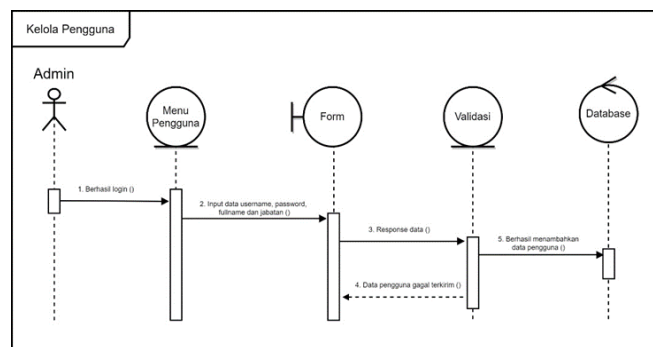 Kelola Pengguna
Admin
Menu
Pengguna
Form
Validasi
Database
1. Berhasil login ()
2. Input data username, password,
fullname dan jabatan ()
3. Response data ()
5. Berhasil menambahkan
data pengguna ()
4. Data pengguna gagal terkirim ()